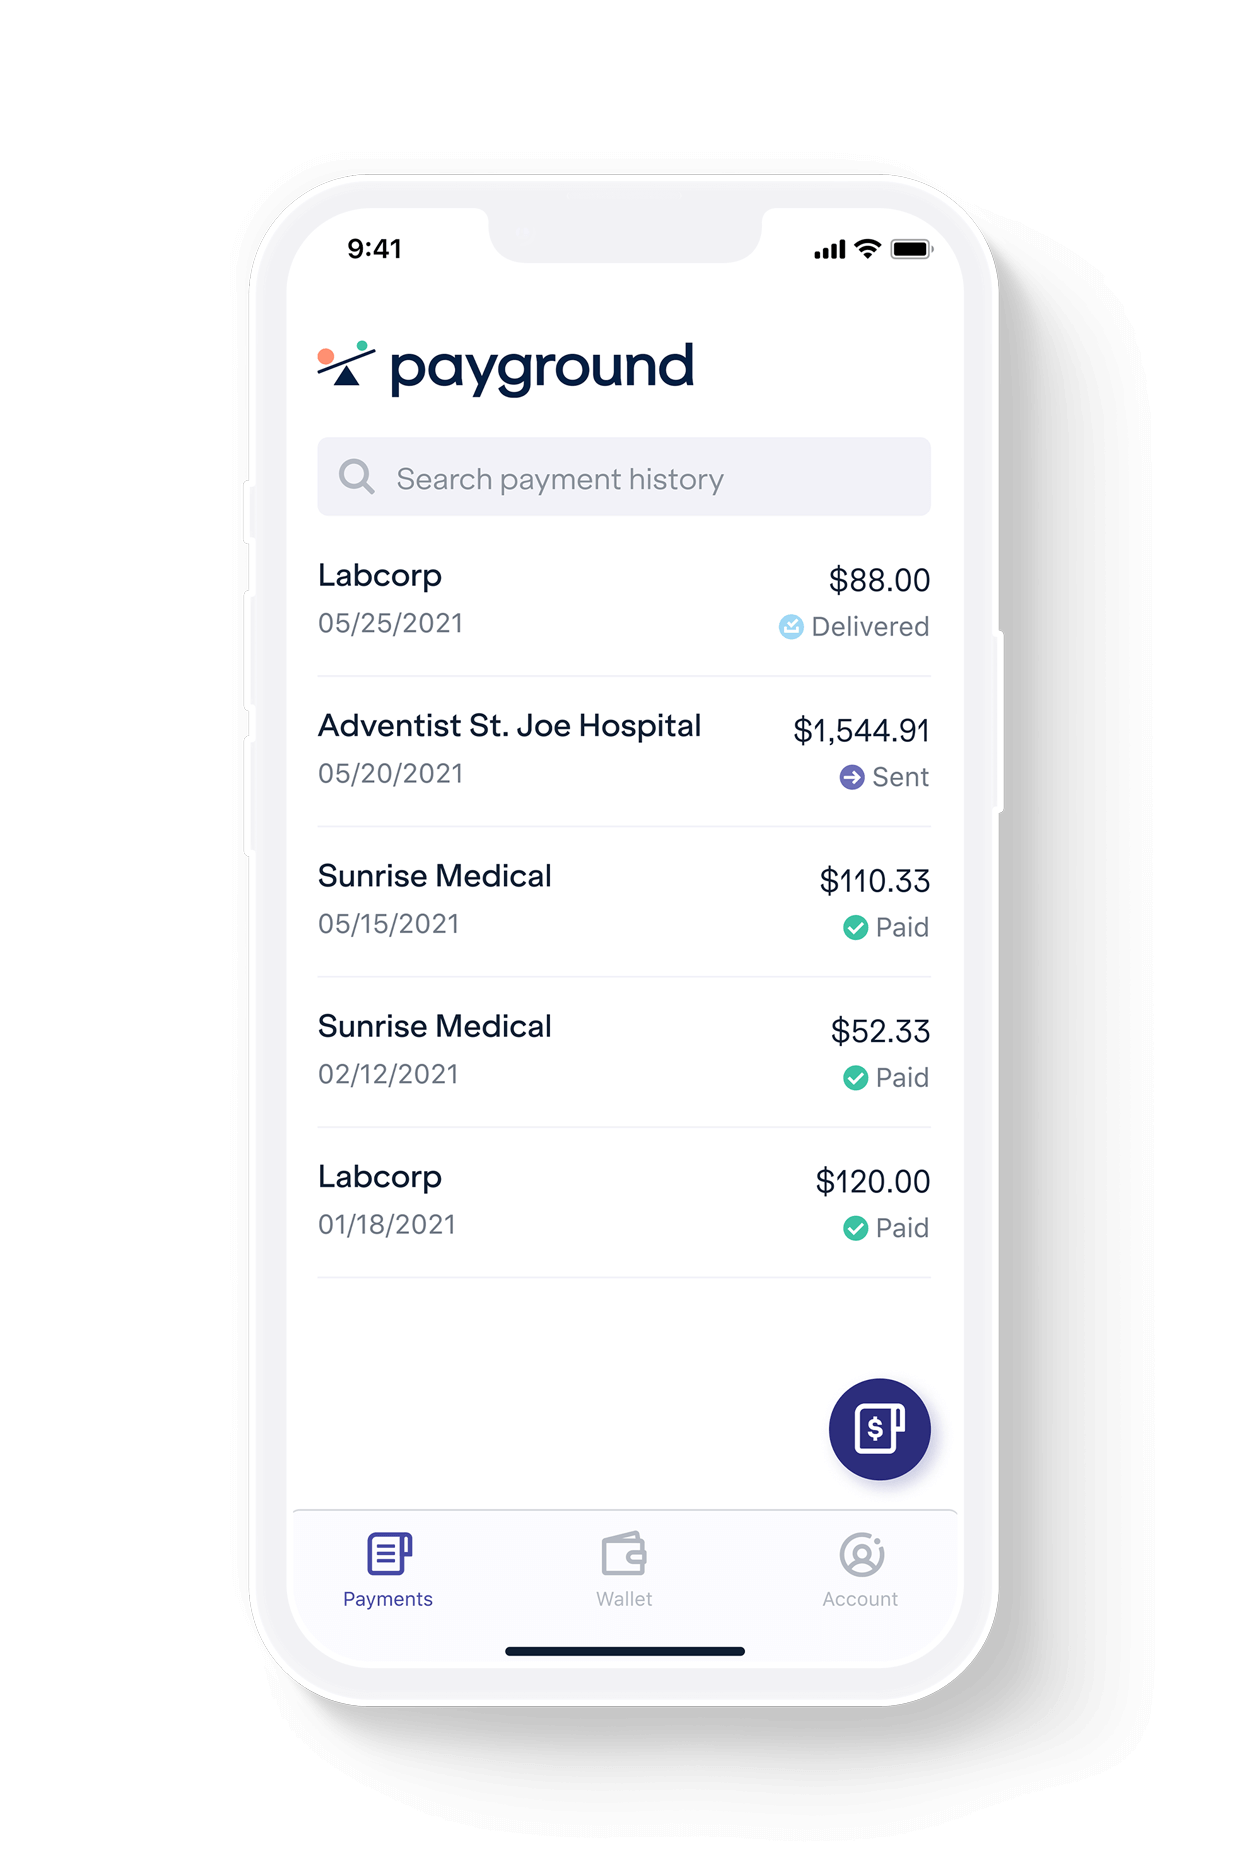 9:41
payground
Search payment history
Labcorp
$88.00
05/25/2021
Delivered
Adventist St. Joe Hospital
$1,544.91
05/20/2021
Sent
Sunrise Medical
$110.33
05/15/2021
Paid
Sunrise Medical
$52.33
02/12/2021
Paid
Labcorp
$120.00
01/18/2021
Paid
$
Payments
Wallet
Account